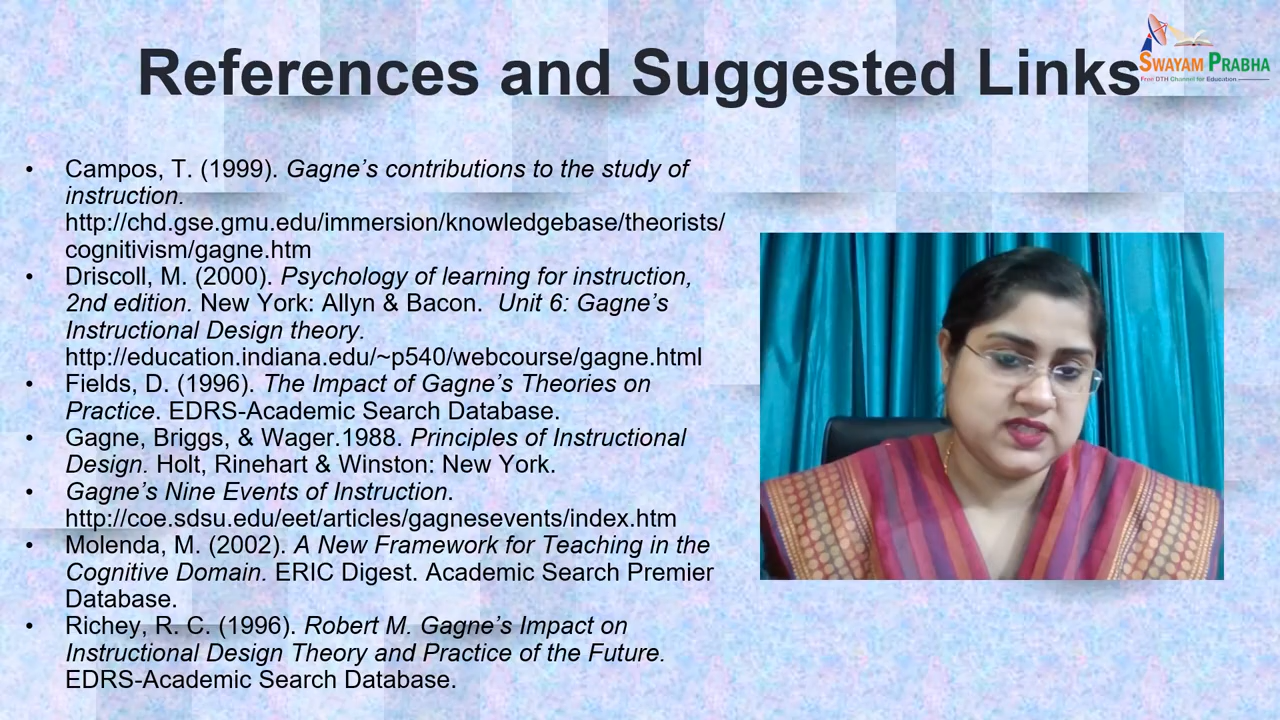 References and Suggested Links
SWAYAM PRABHA
Free DTH Channel for Education
• Campos, T. (1999). Gagne’s contributions to the study of
instruction.
http://chd.gse.gmu.edu/immersion/knowledgebase/theorists/
cognitivism/gagne.htm
• Driscoll, M. (2000). Psychology of learning for instruction,
2nd edition. New York: Allyn & Bacon. Unit 6: Gagne’s
Instructional Design theory.
http://education.indiana.edu/~p540/webcourse/gagne.html
• Fields, D. (1996). The Impact of Gagne’s Theories on
Practice. EDRS-Academic Search Database.
• Gagne, Briggs, & Wager.1988. Principles of Instructional
Design. Holt, Rinehart & Winston: New York.
• Gagne’s Nine Events of Instruction.
http://coe.sdsu.edu/eet/articles/gagnesevents/index.htm
• Molenda, M. (2002). A New Framework for Teaching in the
Cognitive Domain. ERIC Digest. Academic Search Premier
Database.
• Richey, R. C. (1996). Robert M. Gagne’s Impact on
Instructional Design Theory and Practice of the Future.
EDRS-Academic Search Database.